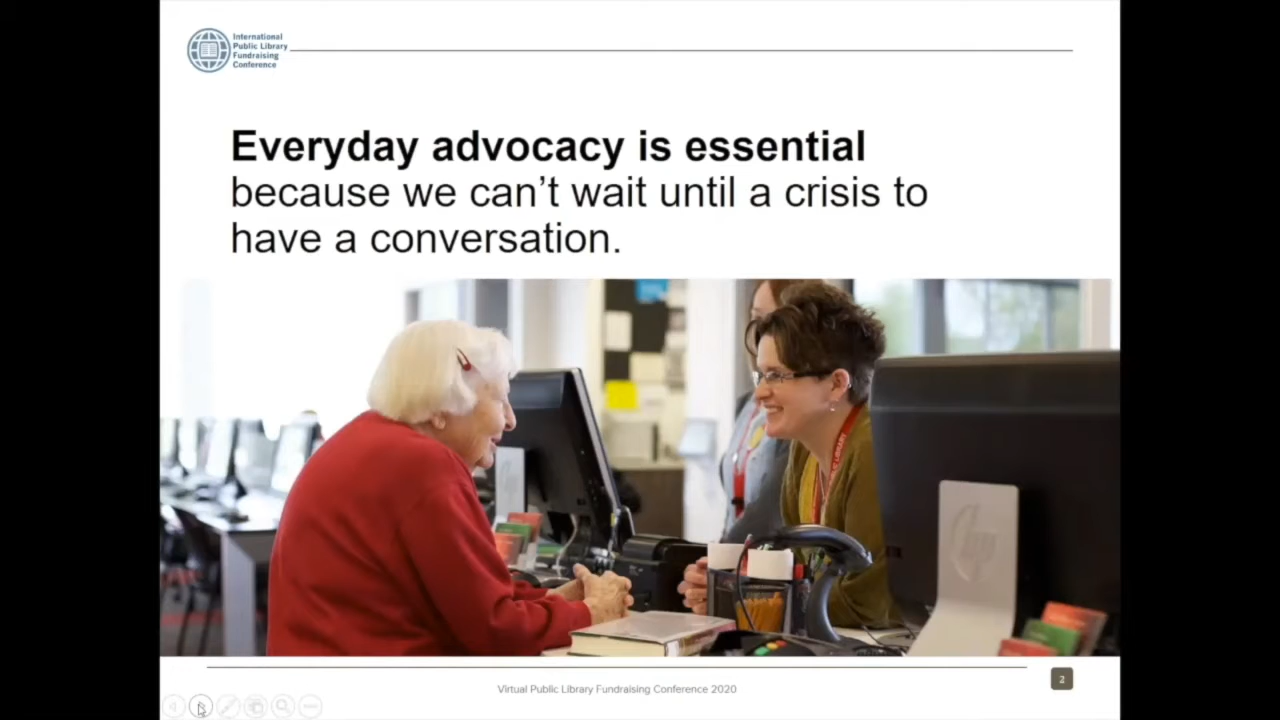 International
Public Library
Fundraising
Conference
Everyday advocacy is essential
because we can’t wait until a crisis to
have a conversation.
Virtual Public Library Fundraising Conference 2020
2